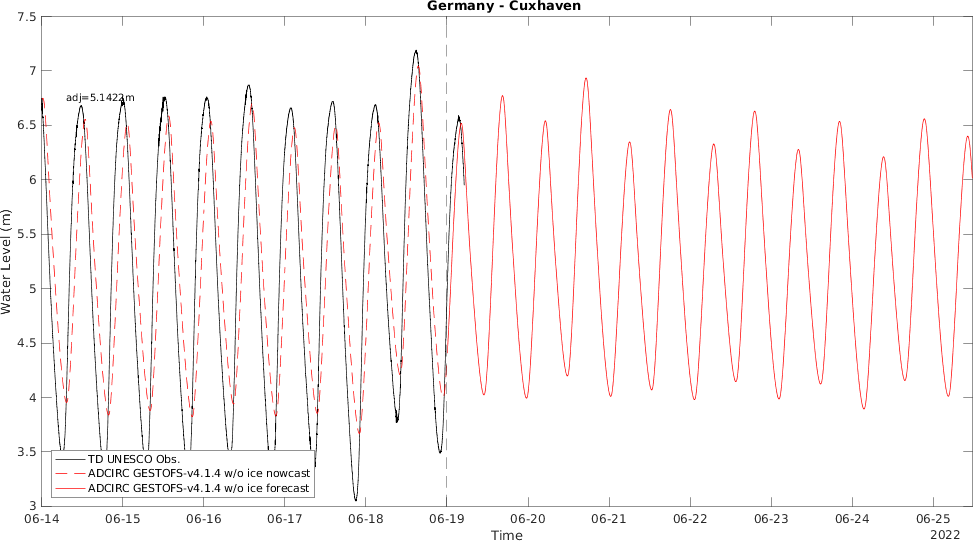 Germany - Cuxhaven
7.5
7
6.5
6
5.5
5
4.5
4
3.5
3
Water Level (m)
adj=5.1422m
TD UNESCO Obs.
ADCIRC GESTOFS-v4.1.4 w/o ice nowcast
ADCIRC GESTOFS-v4.1.4 w/o ice forecast
06-14 06-15 06-16 06-17 06-18 06-19 06-20 06-21 06-22 06-23 06-24 06-25
Time
2022